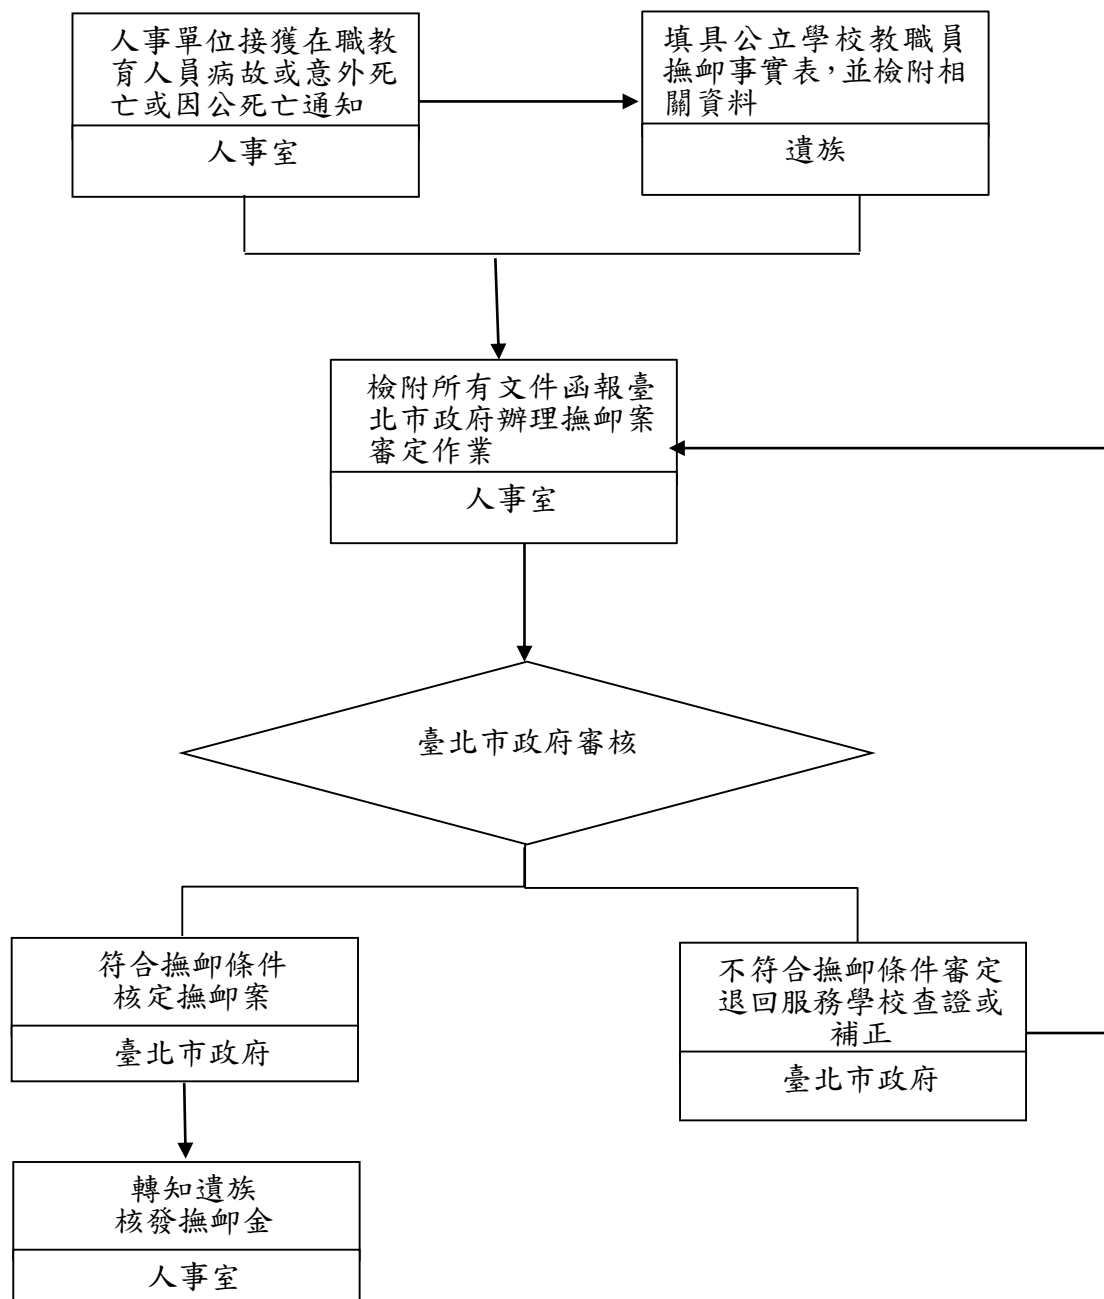 人事單位接獲在職教
育人員病故或意外死
亡或因公死亡通知
人事室
填具公立學校教職員
撫卹事實表，並檢附相
關資料
遺族
檢附所有文件函報臺
北市政府辦理撫卹案
審定作業
人事室
臺北市政府審核
符合撫卹條件
核定撫卹案
臺北市政府
不符合撫卹條件審定
退回服務學校查證或
補正
臺北市政府
轉知遺族
核發撫卹金
人事室